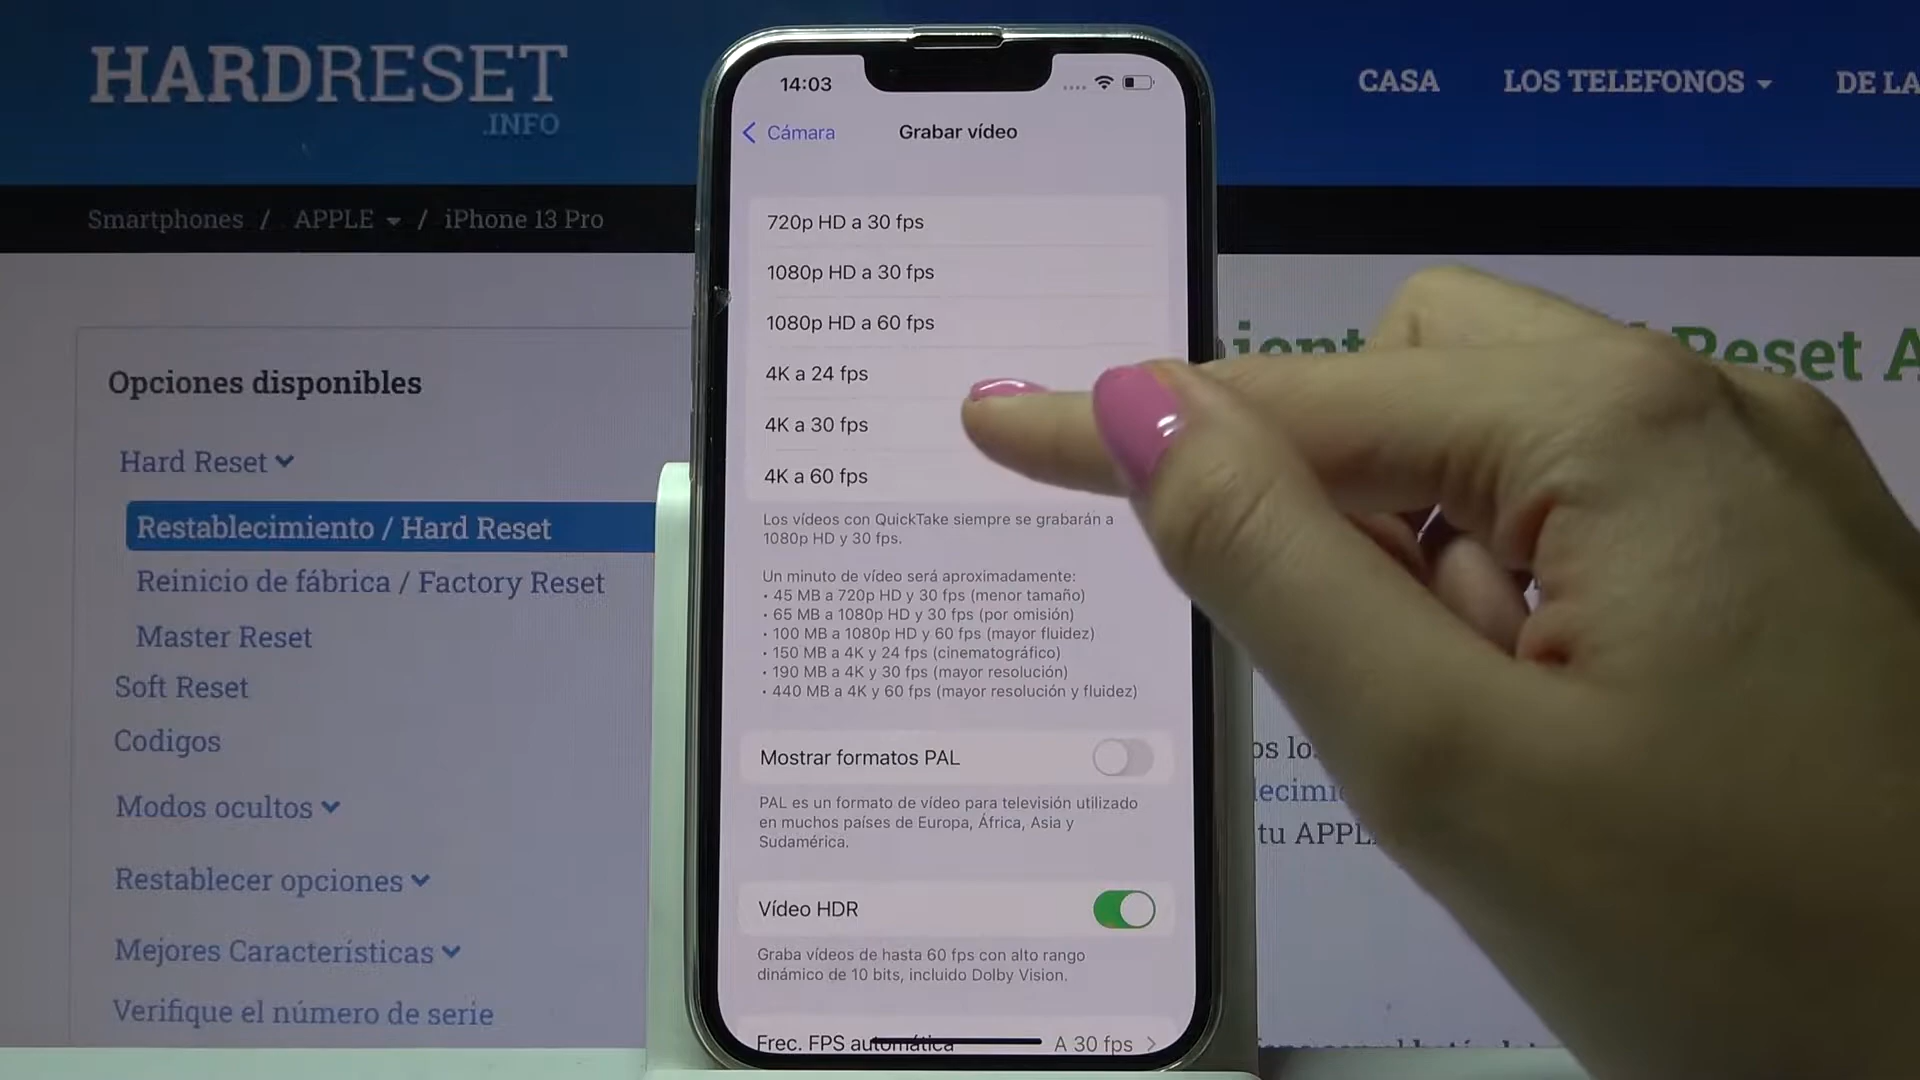 HARDRESET
.INFO
CASA
LOS TELEFONOS
DE LA
Smartphones / APPLE / iPhone 13 Pro
Opciones disponibles
Hard Reset
Restablecimiento / Hard Reset
Reinicio de fábrica / Factory Reset
Master Reset
Soft Reset
Codigos
Modos ocultos
Restablecer opciones
Mejores Características
Verifique el número de serie
14:03
Cámara
Grabar vídeo
720p HD a 30 fps
1080p HD a 30 fps
1080p HD a 60 fps
4K a 24 fps
4K a 30 fps
4K a 60 fps
Los vídeos con QuickTake siempre se grabarán a
1080p HD y 30 fps.
Un minuto de vídeo será aproximadamente:
• 45 MB a 720p HD y 30 fps (menor tamaño)
• 65 MB a 1080p HD y 30 fps (por omisión)
• 100 MB a 1080p HD y 60 fps (mayor fluidez)
• 150 MB a 4K y 24 fps (cinematográfico)
• 190 MB a 4K y 30 fps (mayor resolución)
• 440 MB a 4K y 60 fps (mayor resolución y fluidez)
Mostrar formatos PAL
PAL es un formato de vídeo para televisión utilizado
en muchos países de Europa, África, Asia y
Sudamérica.
Vídeo HDR
Graba vídeos de hasta 60 fps con alto rango
dinámico de 10 bits, incluido Dolby Vision.
Frec. FPS automática
A 30 fps
Reset A
tu APPL